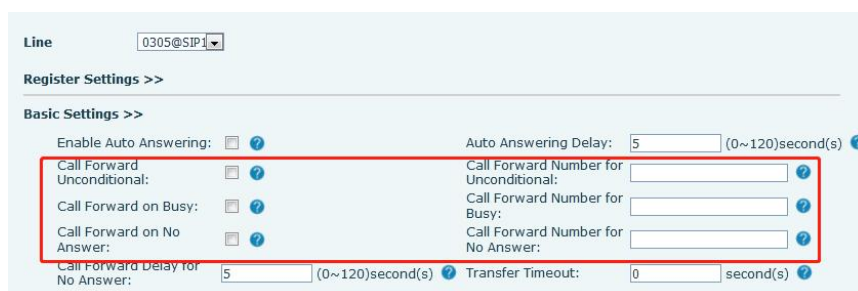 Line 0305@SIP1
Register Settings >>
Basic Settings >>
Enable Auto Answering: ? Auto Answering Delay: 5 (0~120)second(s) ?
Call Forward Call Forward Number for
Unconditional: ? Unconditional: ?
Call Forward on Busy: ? Call Forward Number for
Busy: ?
Call Forward on No Call Forward Number for
Answer: ? No Answer: ?
Call Forward Delay for
No Answer: 5 (0~120)second(s) ? Transfer Timeout: 0 second(s) ?